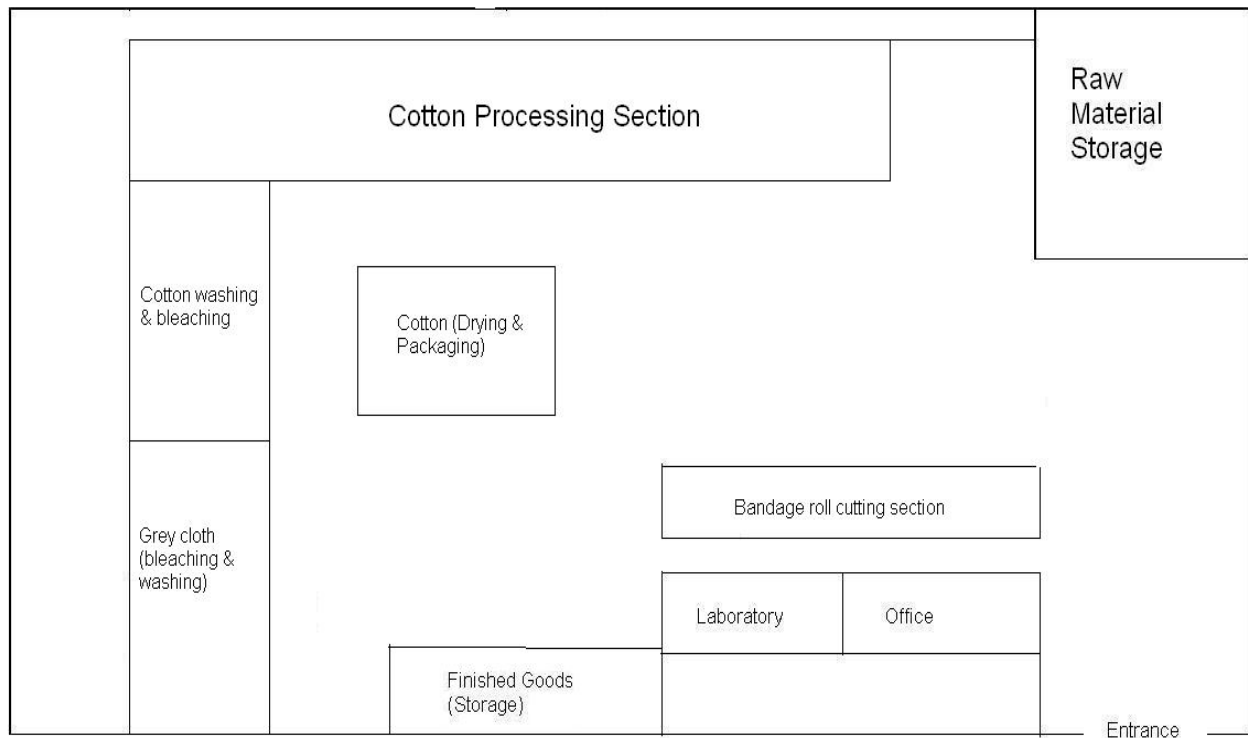 Cotton Processing Section
Raw
Material
Storage
Cotton washing
& bleaching
Cotton (Drying &
Packaging)
Bandage roll cutting section
Grey cloth
(bleaching &
washing)
Laboratory
Office
Finished Goods
(Storage)
Entrance